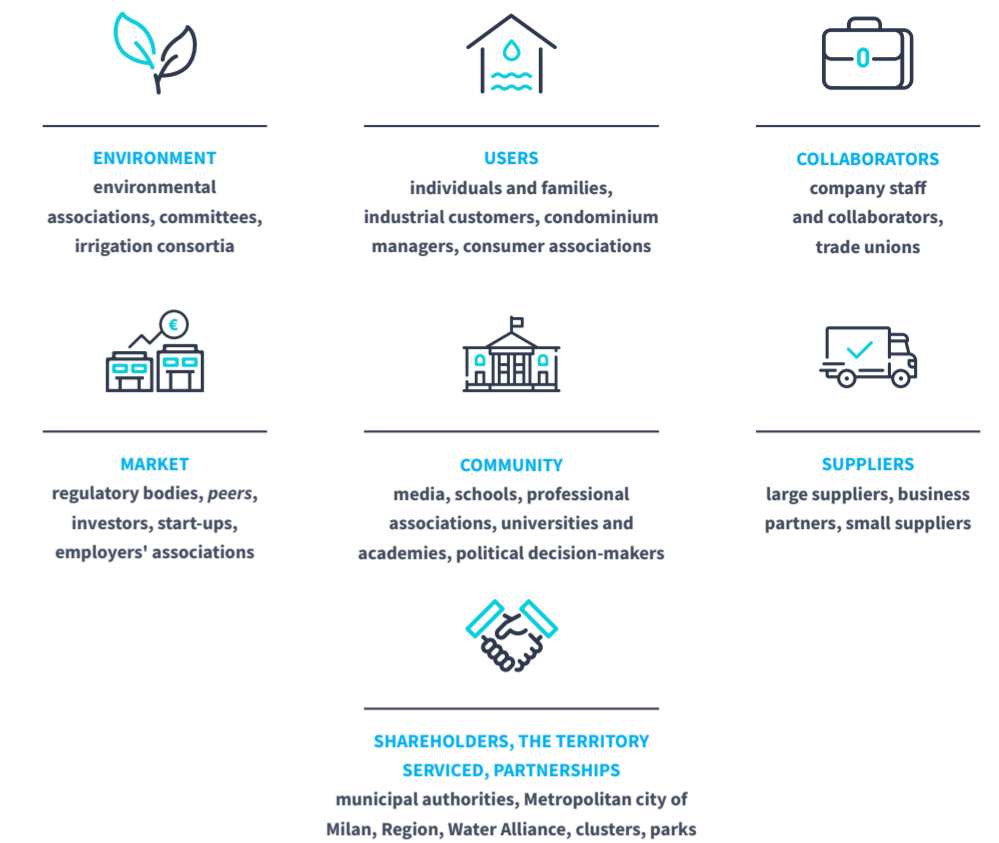 ENVIRONMENT
environmental
associations, committees,
irrigation consortia
USERS
individuals and families,
industrial customers, condominium
managers, consumer associations
COLLABORATORS
company staff
and collaborators,
trade unions
€
MARKET
regulatory bodies, peers,
investors, start-ups,
employers' associations
COMMUNITY
media, schools, professional
associations, universities and
academies, political decision-makers
SUPPLIERS
large suppliers, business
partners, small suppliers
SHAREHOLDERS, THE TERRITORY
SERVICED, PARTNERSHIPS
municipal authorities, Metropolitan city of
Milan, Region, Water Alliance, clusters, parks